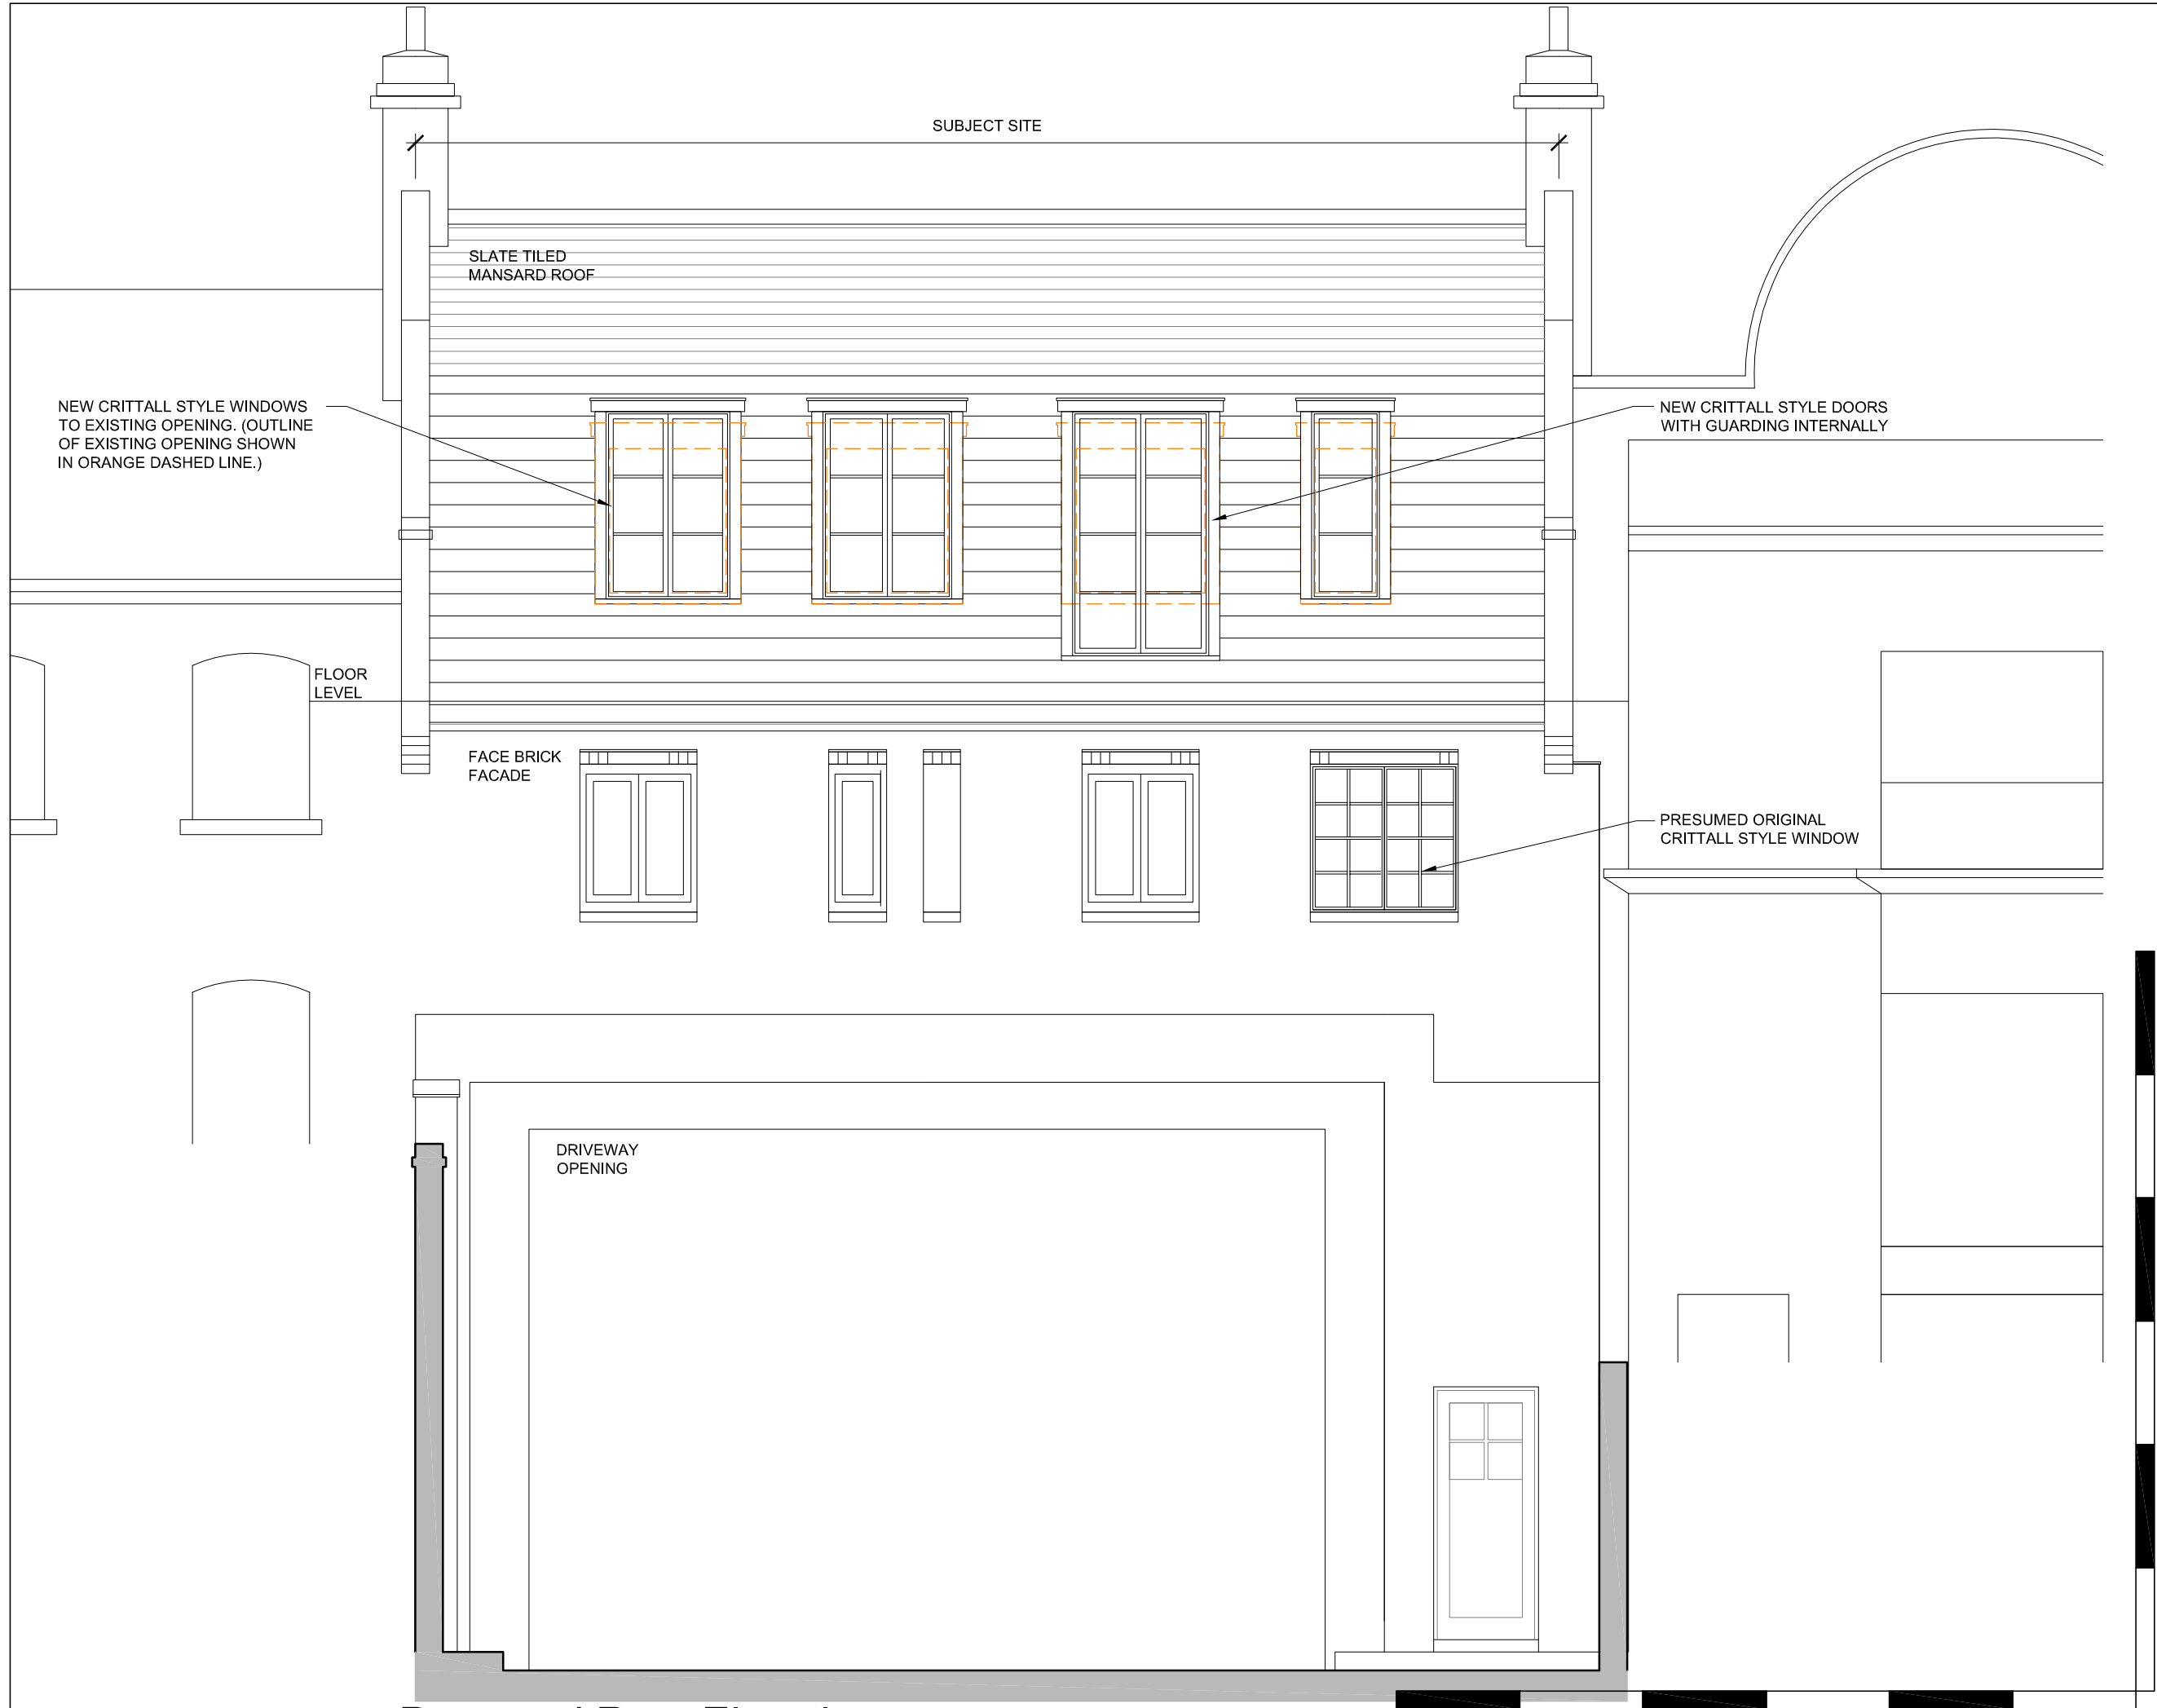 SUBJECT SITE
SLATE TILED
MANSARD ROOF
NEW CRITTALL STYLE WINDOWS
TO EXISTING OPENING. (OUTLINE
OF EXISTING OPENING SHOWN
IN ORANGE DASHED LINE.)
NEW CRITTALL STYLE DOORS
WITH GUARDING INTERNALLY
FLOOR
LEVEL
FACE BRICK
FACADE
PRESUMED ORIGINAL
CRITTALL STYLE WINDOW
DRIVEWAY
OPENING